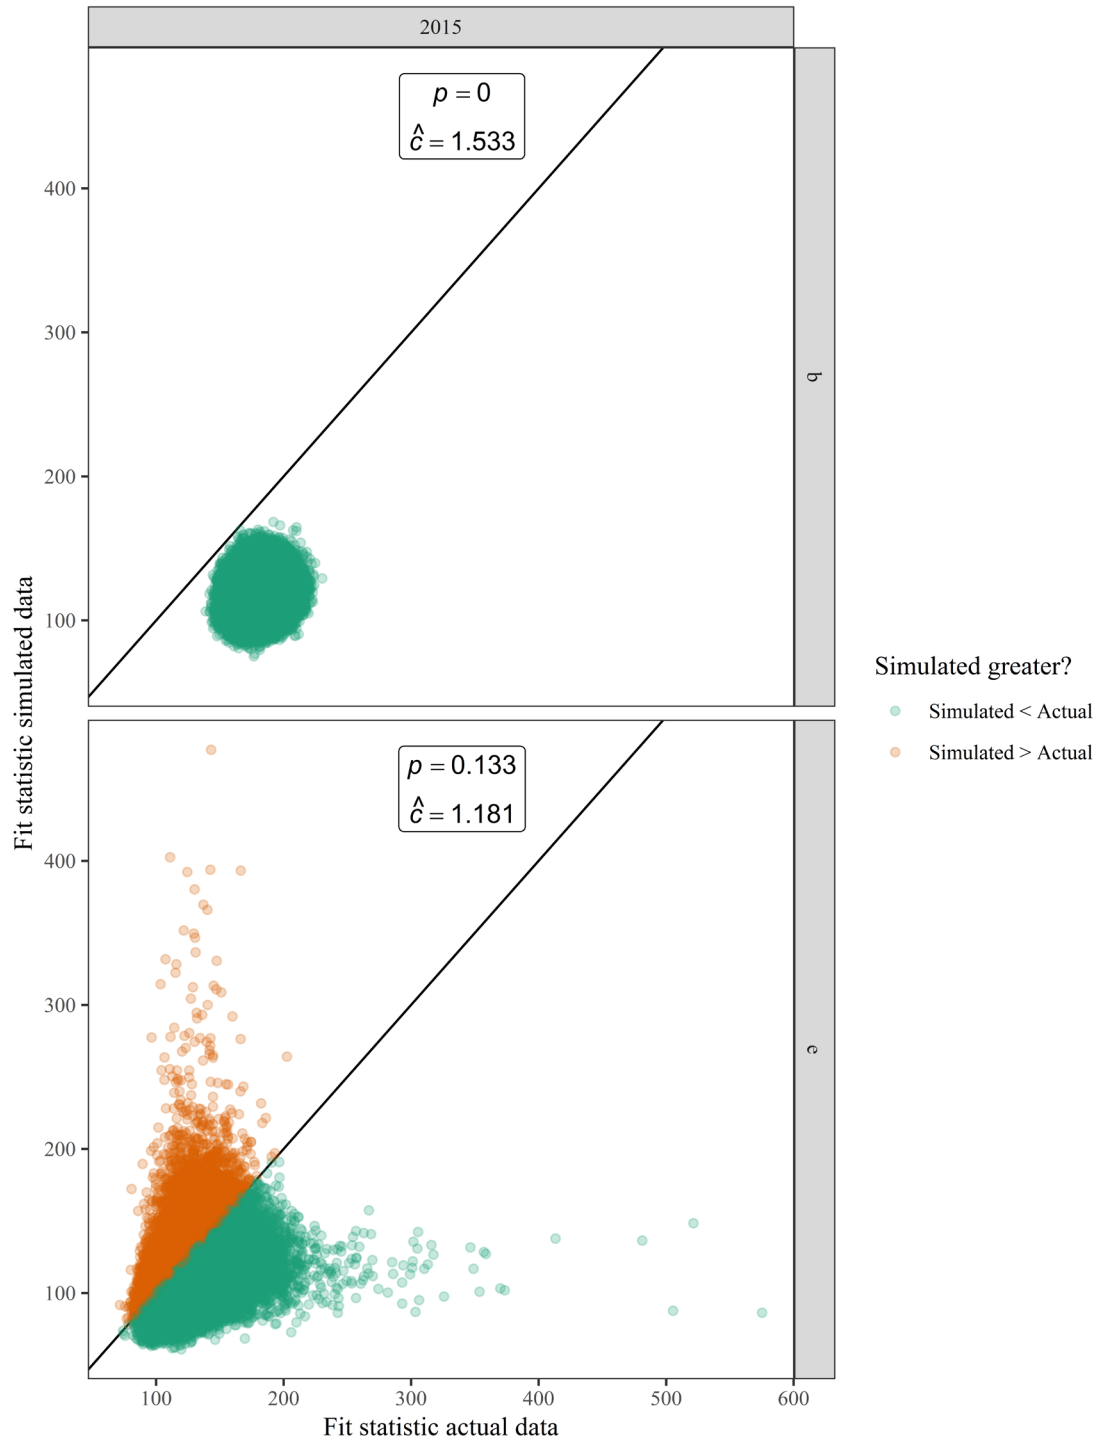 2015
p = 0
ĉ = 1.533
400
300
200
100
b
p = 0.133
ĉ = 1.181
400
300
200
100
e
100 200 300 400 500 600
Fit statistic actual data
Fit statistic simulated data
Simulated greater?
Simulated < Actual
Simulated > Actual